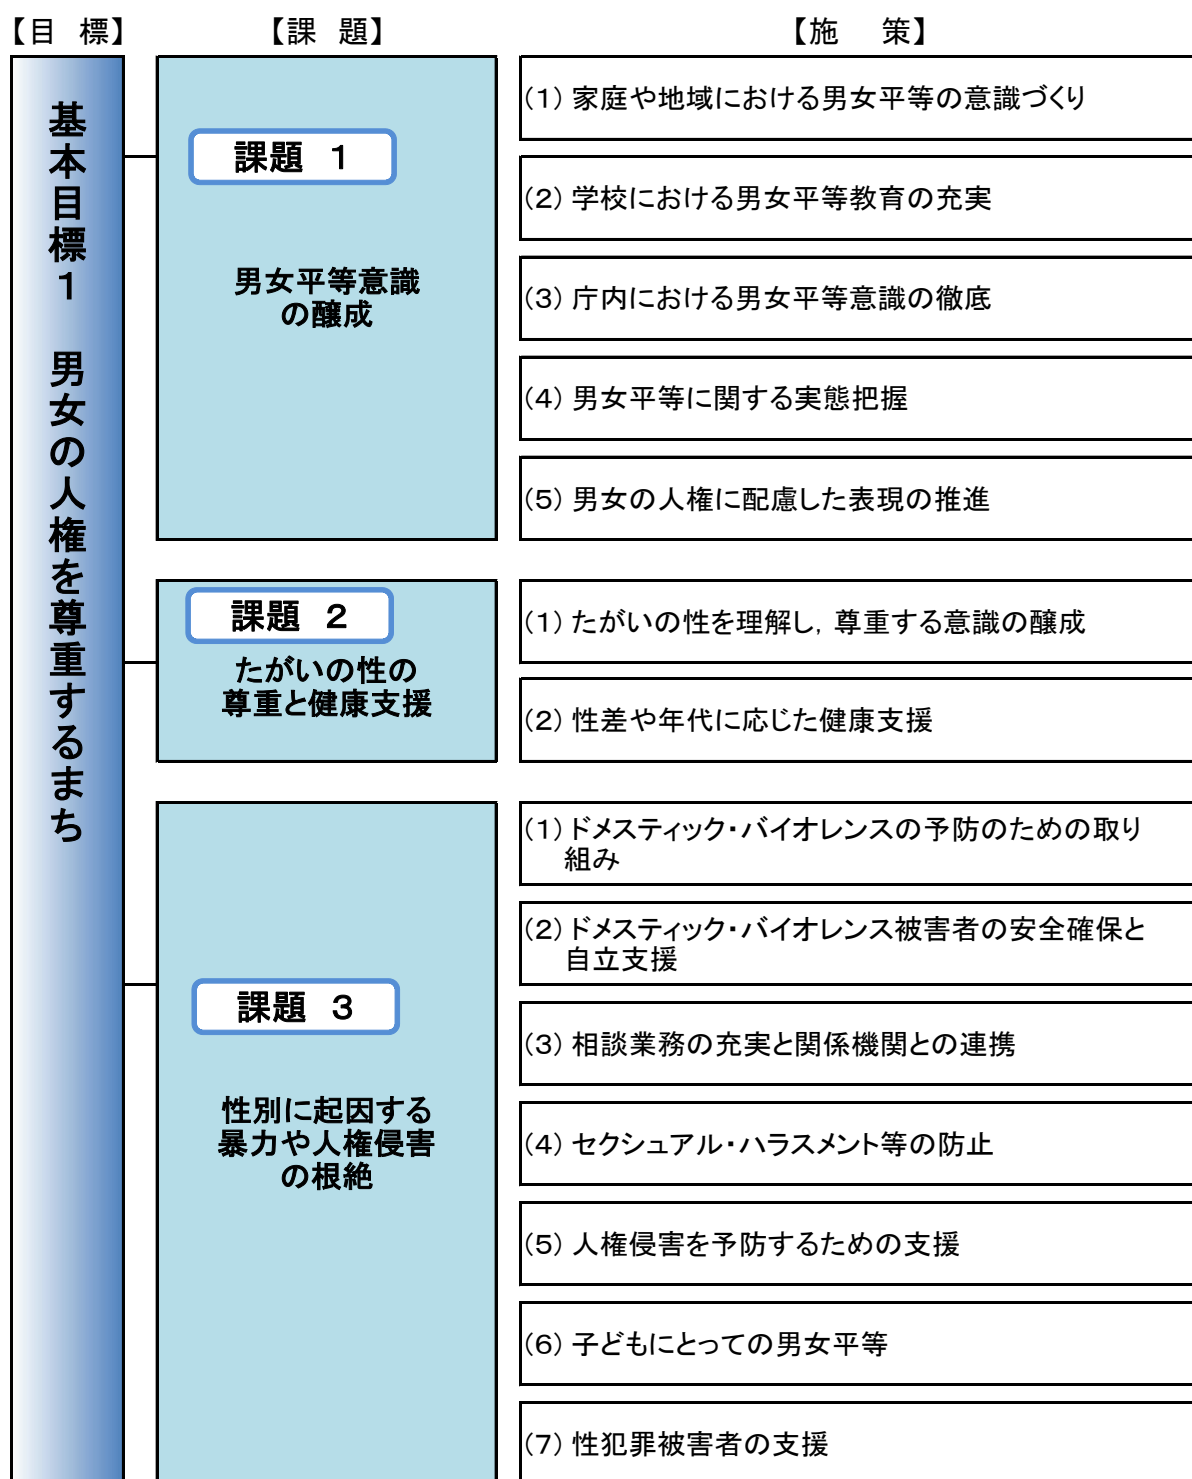 【目　標】
【課　題】
【施　　策】
基本目標１　男女の人権を尊重するまち
課題　１
男女平等意識
の醸成
（１） 家庭や地域における男女平等の意識づくり
（２） 学校における男女平等教育の充実
（３） 庁内における男女平等意識の徹底
（４） 男女平等に関する実態把握
（５） 男女の人権に配慮した表現の推進
課題　２
たがいの性の
尊重と健康支援
（１） たがいの性を理解し，尊重する意識の醸成
（２） 性差や年代に応じた健康支援
課題　３
性別に起因する
暴力や人権侵害
の根絶
（１） ドメスティック・バイオレンスの予防のための取り
組み
（２） ドメスティック・バイオレンス被害者の安全確保と
自立支援
（３） 相談業務の充実と関係機関との連携
（４） セクシュアル・ハラスメント等の防止
（５） 人権侵害を予防するための支援
（６） 子どもにとっての男女平等
（７） 性犯罪被害者の支援